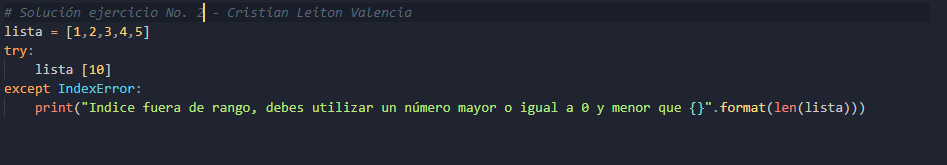 # Solución ejercicio No. 2 - Cristian Leiton Valencia
lista = [1,2,3,4,5]
try:
    lista [10]
except IndexError:
    print("Indice fuera de rango, debes utilizar un número mayor o igual a 0 y menor que {}".format(len(lista)))